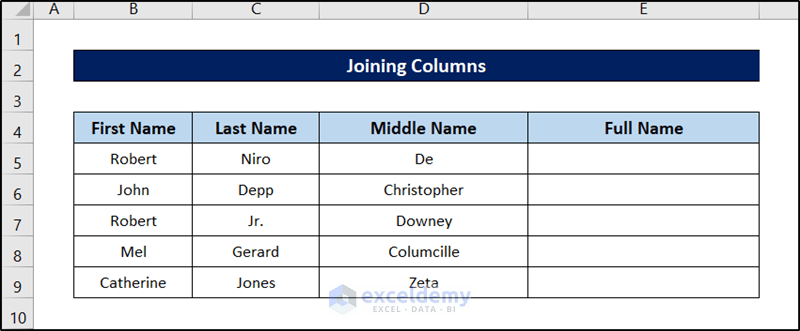 A B C D E
1
2 Joining Columns
3
4 First Name Last Name Middle Name Full Name
5 Robert Niro De
6 John Depp Christopher
7 Robert Jr. Downey
8 Mel Gerard Columcille
9 Catherine Jones Zeta
exceldemy
EXCEL · DATA · BI
10